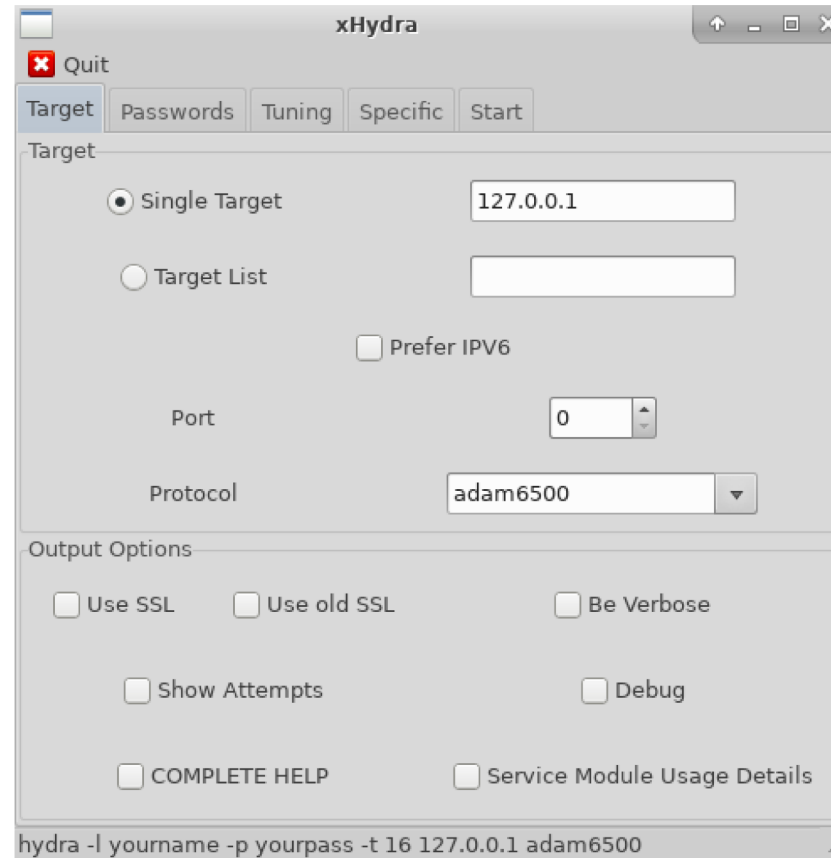 xHydra
Quit
Target Passwords Tuning Specific Start
Target
Single Target 127.0.0.1
Target List
Prefer IPV6
Port 0
Protocol adam6500
Output Options
Use SSL Use old SSL Be Verbose
Show Attempts Debug
COMPLETE HELP Service Module Usage Details
hydra -l yourname -p yourpass -t 16 127.0.0.1 adam6500